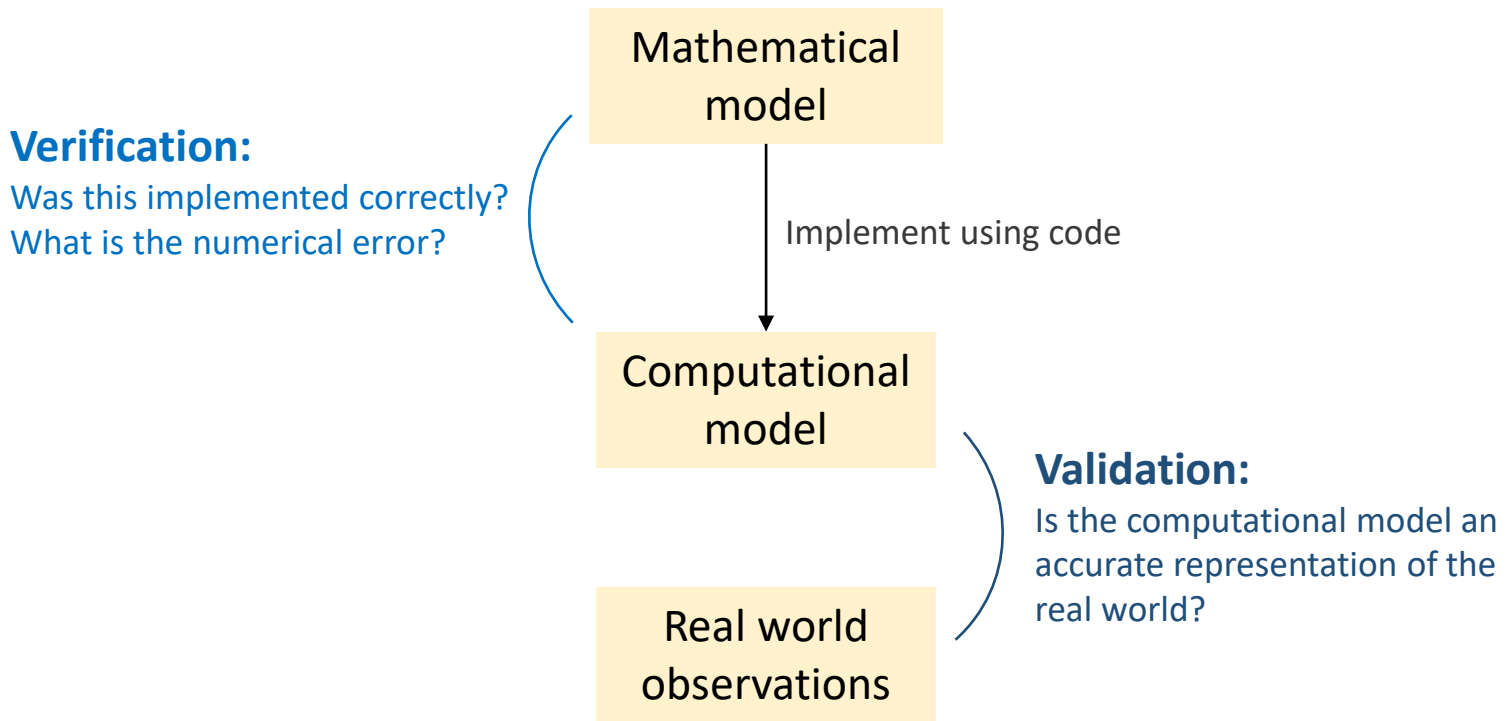 Mathematical
model
Verification:
Was this implemented correctly?
What is the numerical error?
Implement using code
Computational
model
Validation:
Is the computational model an
accurate representation of the
real world?
Real world
observations